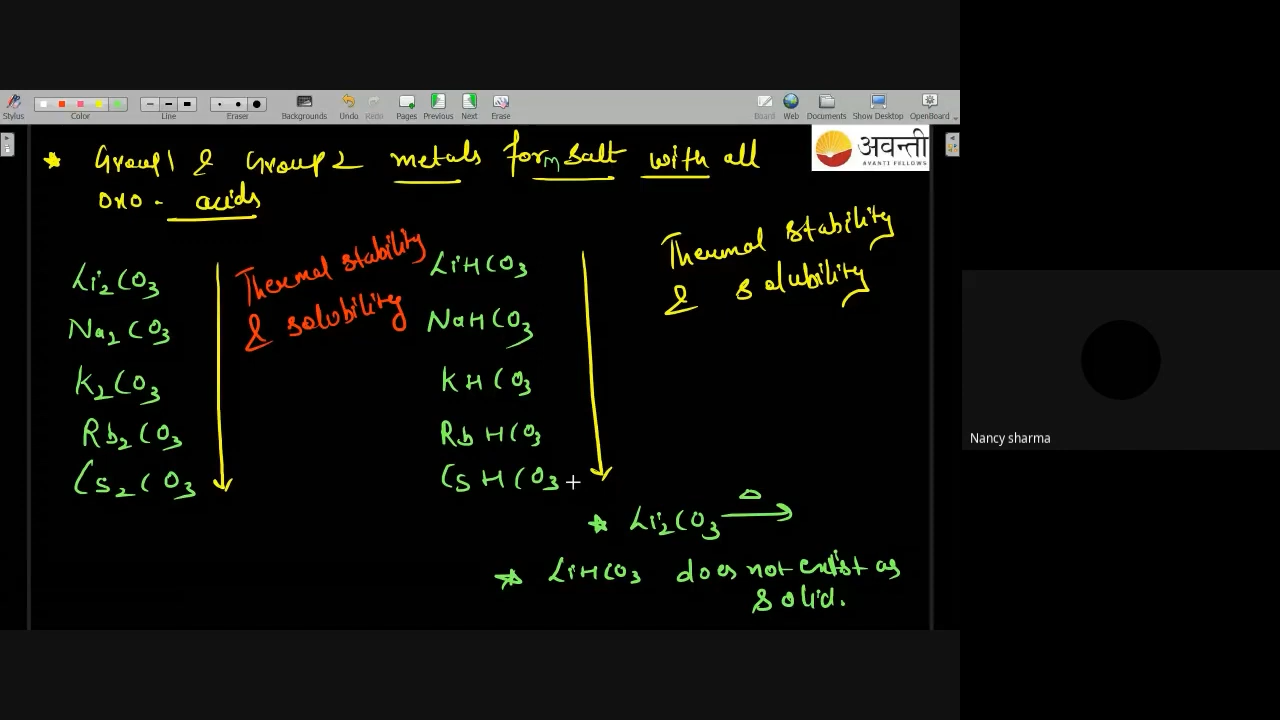 Stylus Color Line Eraser Backgrounds Undo Redo Pages Previous Next Erase Board Web Documents Show Desktop OpenBoard
* Group 1 & Group 2 metals form salt with all
oxo - acids
अवन्ती
AVANTI FELLOWS
Thermal stability
& solubility
Li2CO3
Na2CO3
K2CO3
Rb2CO3
Cs2CO3
LiHCO3
NaHCO3
KHCO3
RbHCO3
CsHCO3
Thermal stability
& solubility
* Li2CO3 Δ→
* LiHCO3 does not exist as
solid.
Nancy sharma